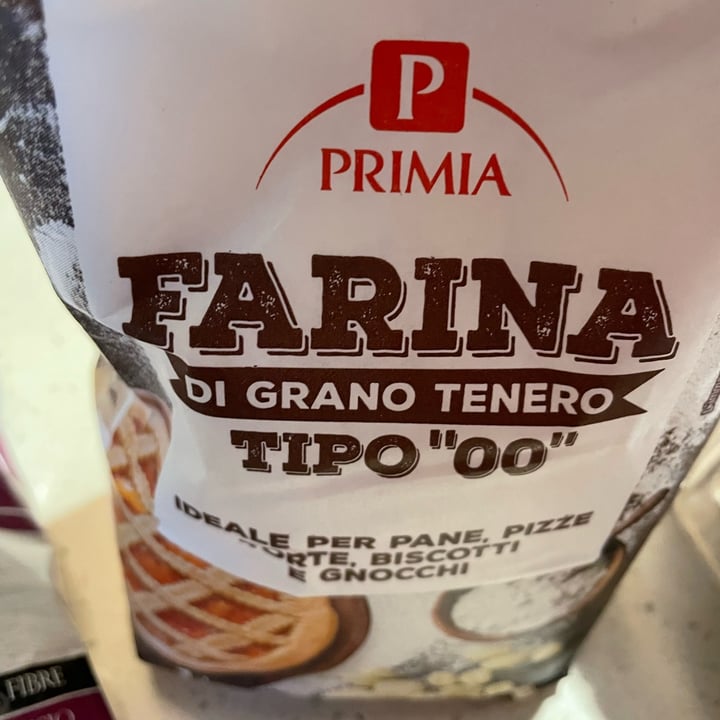 P
PRIMIA
FARINA
DI GRANO TENERO
TIPO "00"
IDEALE PER PANE, PIZZE
TORTE, BISCOTTI
E GNOCCHI
FIBRE